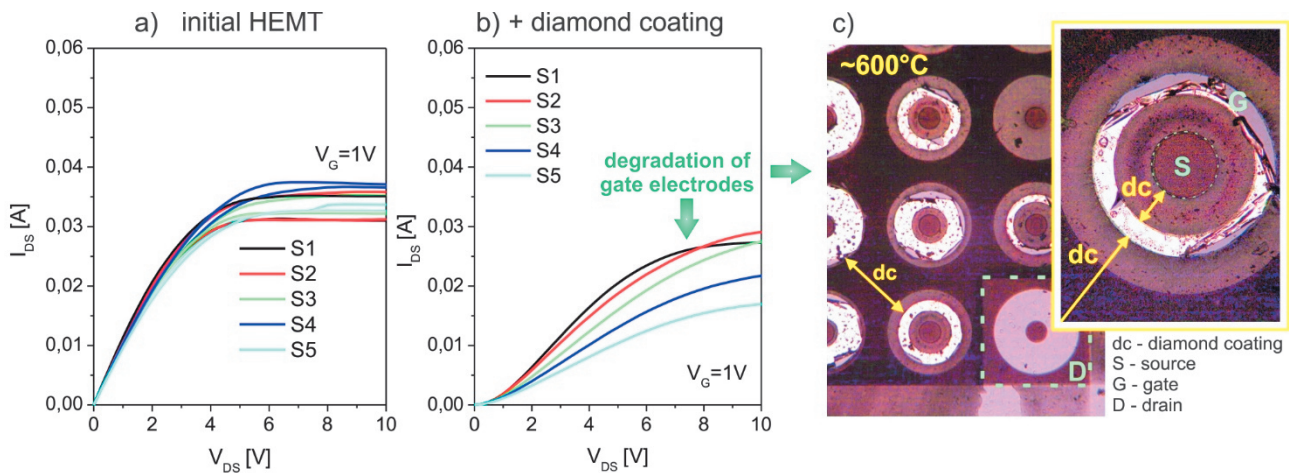 a) initial HEMT
0,06
0,05
0,04
0,03
0,02
0,01
0,00
I_DS [A]
V_G=1V
S1
S2
S3
S4
S5
0 2 4 6 8 10
V_DS [V]
b) + diamond coating
0,06
0,05
0,04
0,03
0,02
0,01
0,00
I_DS [A]
S1
S2
S3
S4
S5
degradation of
gate electrodes
V_G=1V
0 2 4 6 8 10
V_DS [V]
c)
~600°C
dc
D
G
S
dc
dc
dc - diamond coating
S - source
G - gate
D - drain